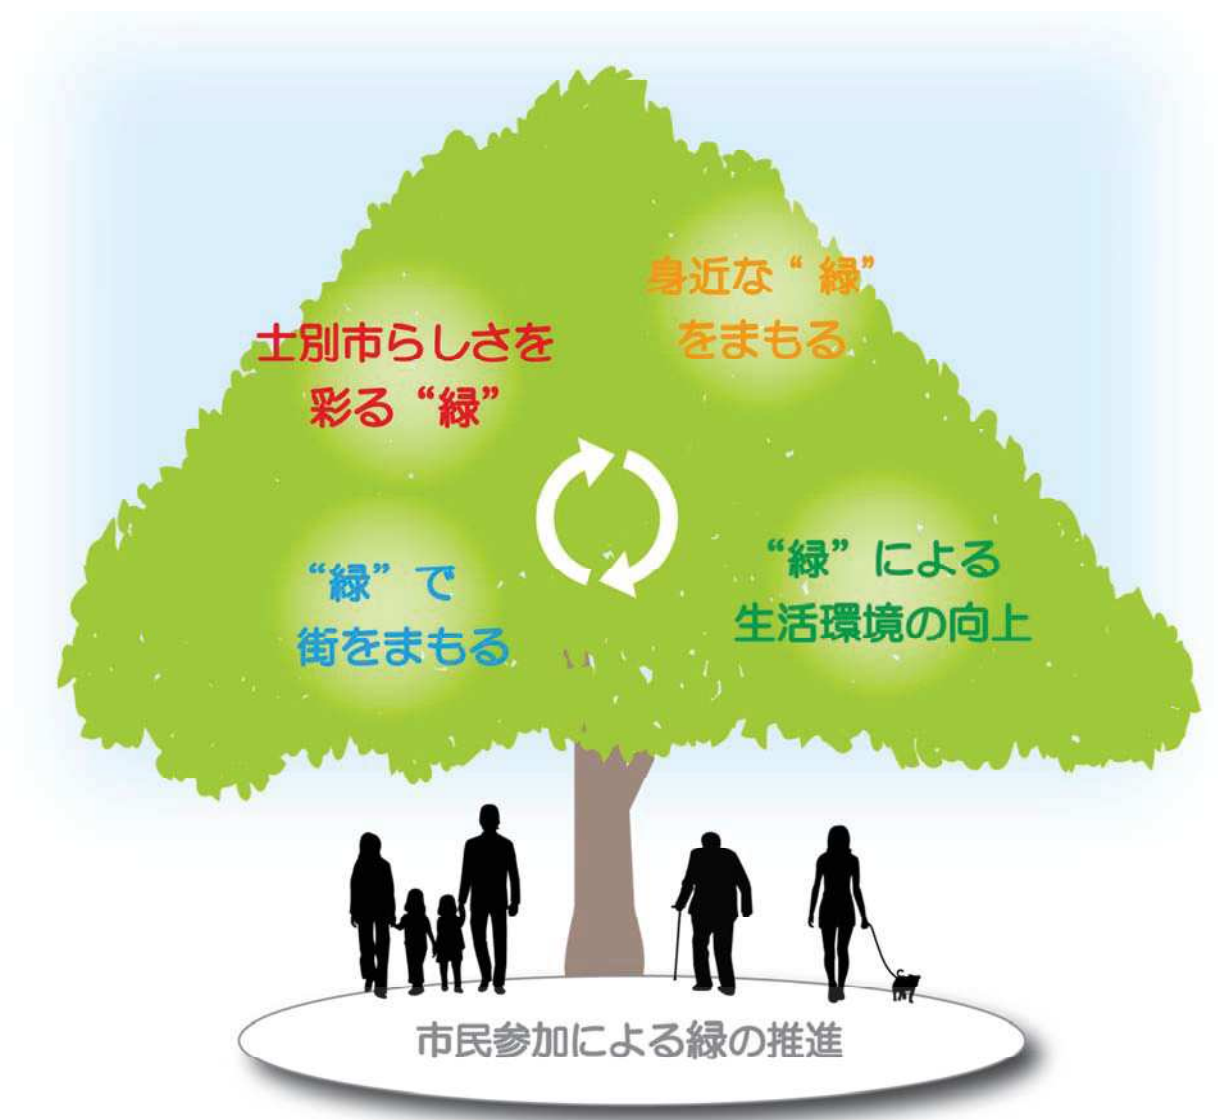 身近な“緑”
をまもる
士別市らしさを
彩る“緑”
“緑”による
生活環境の向上
“緑”で
街をまもる
市民参加による緑の推進